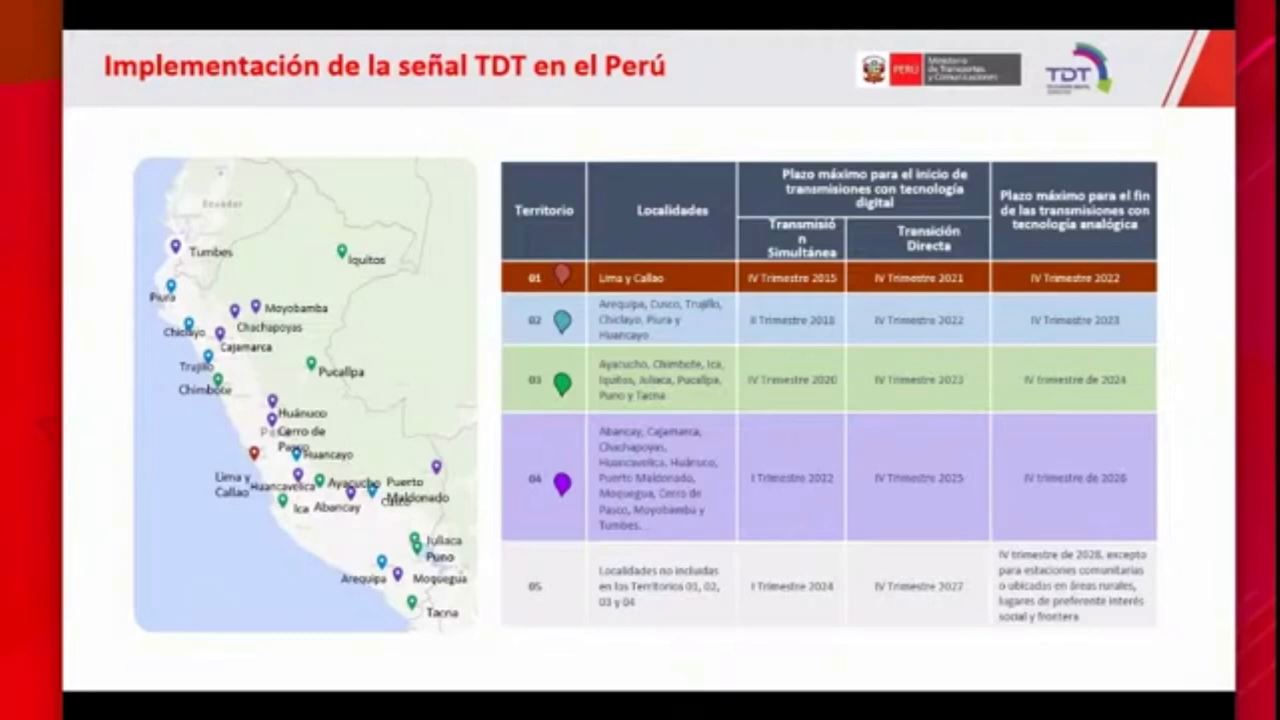 Implementación de la señal TDT en el Perú
PERÚ
Ministerio
de Transportes
y Comunicaciones
TDT
Ecuador
Tumbes
Iquitos
Piura
Moyobamba
Chachapoyas
Chiclayo
Cajamarca
Trujillo
Pucallpa
Chimbote
Huánuco
Cerro de
Pasco
Huancayo
Lima y
Callao
Huancavelica
Ayacucho
Puerto
Maldonado
Cusco
Ica
Abancay
Juliaca
Puno
Arequipa
Moquegua
Tacna
Territorio
Localidades
Plazo máximo para el inicio de
transmisiones con tecnología
digital
Transmisió
n
Simultánea
Transición
Directa
Plazo máximo para el fin
de las transmisiones con
tecnología analógica
01
Lima y Callao
IV Trimestre 2015
IV Trimestre 2021
IV Trimestre 2022
02
Arequipa, Cusco, Trujillo,
Chiclayo, Piura y
Huancayo
II Trimestre 2018
IV Trimestre 2022
IV Trimestre 2023
03
Ayacucho, Chimbote, Ica,
Iquitos, Juliaca, Pucallpa,
Puno y Tacna
IV Trimestre 2020
IV Trimestre 2023
IV trimestre de 2024
04
Abancay, Cajamarca,
Chachapoyas,
Huancavelica, Huánuco,
Puerto Maldonado,
Moquegua, Cerro de
Pasco, Moyobamba y
Tumbes.
I Trimestre 2022
IV Trimestre 2025
IV trimestre de 2026
05
Localidades no incluidas
en los Territorios 01, 02,
03 y 04
I Trimestre 2024
IV Trimestre 2027
IV trimestre de 2028, excepto
para estaciones comunitarias
o ubicadas en áreas rurales,
lugares de preferente interés
social y frontera